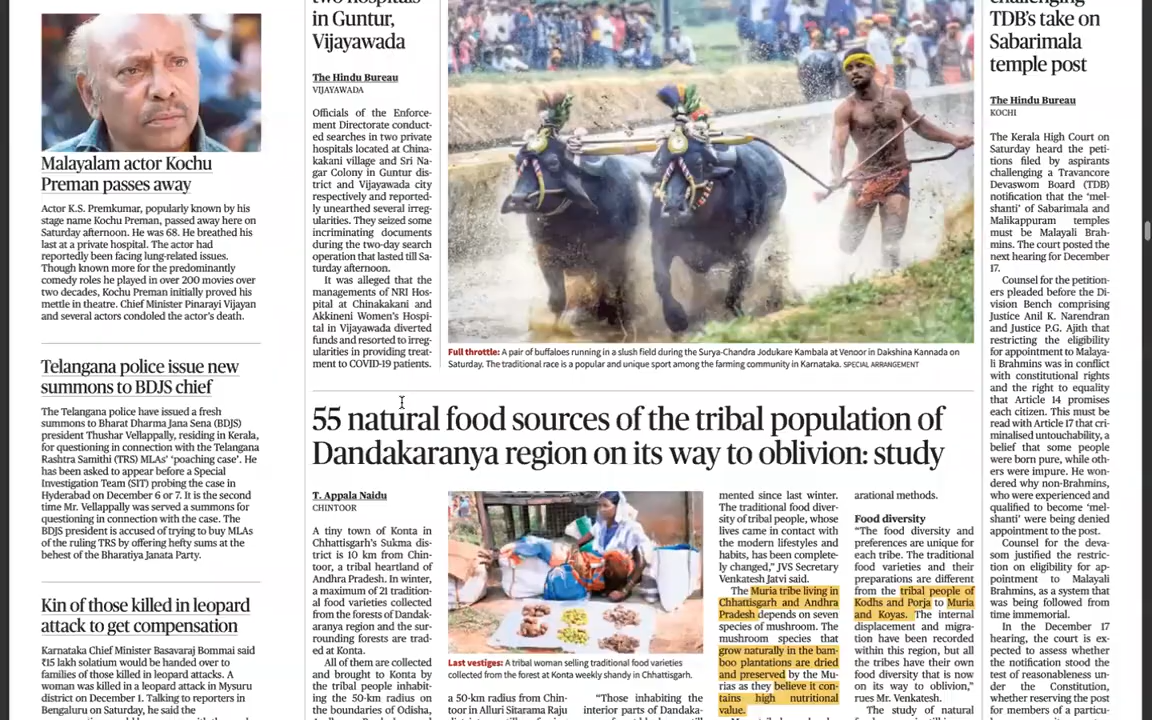 Malayalam actor Kochu
Preman passes away
Actor K.S. Premkumar, popularly known by his
stage name Kochu Preman, passed away here on
Saturday afternoon. He was 68. He breathed his
last at a private hospital. The actor had
reportedly been facing lung-related issues.
Though known more for the predominantly
comedy roles he played in over 200 movies over
two decades, Kochu Preman initially proved his
mettle in theatre. Chief Minister Pinarayi Vijayan
and several actors condoled the actor's death.
Telangana police issue new
summons to BDJS chief
The Telangana police have issued a fresh
summons to Bharat Dharma Jana Sena (BDJS)
president Thushar Vellappally, residing in Kerala,
for questioning in connection with the Telangana
Rashtra Samithi (TRS) MLAs' 'poaching case'. He
has been asked to appear before a Special
Investigation Team (SIT) probing the case in
Hyderabad on December 6 or 7. It is the second
time Mr. Vellappally was served a summons for
questioning in connection with the case. The
BDJS president is accused of trying to buy MLAs
of the ruling TRS by offering hefty sums at the
behest of the Bharatiya Janata Party.
Kin of those killed in leopard
attack to get compensation
Karnataka Chief Minister Basavaraj Bommai said
₹15 lakh solatium would be handed over to
families of those killed in leopard attacks. A
woman was killed in a leopard attack in Mysuru
district on December 1. Talking to reporters in
Bengaluru on Saturday, he said the
two hospitals
in Guntur,
Vijayawada
The Hindu Bureau
VIJAYAWADA
Officials of the Enforce-
ment Directorate conduct-
ed searches in two private
hospitals located at China-
kakani village and Sri Na-
gar Colony in Guntur dis-
trict and Vijayawada city
respectively and reported-
ly unearthed several irreg-
ularities. They seized some
incriminating documents
during the two-day search
operation that lasted till Sa-
turday afternoon.
It was alleged that the
managements of NRI Hos-
pital at Chinakakani and
Akkineni Women's Hospi-
tal in Vijayawada diverted
funds and resorted to irreg-
ularities in providing treat-
ment to COVID-19 patients.
Full throttle: A pair of buffaloes running in a slush field during the Surya-Chandra Jodukare Kambala at Venoor in Dakshina Kannada on
Saturday. The traditional race is a popular and unique sport among the farming community in Karnataka. SPECIAL ARRANGEMENT
55 natural food sources of the tribal population of
Dandakaranya region on its way to oblivion: study
T. Appala Naidu
CHINTOOR
A tiny town of Konta in
Chhattisgarh's Sukma dis-
trict is 10 km from Chin-
toor, a tribal heartland of
Andhra Pradesh. In winter,
a maximum of 21 tradition-
al food varieties collected
from the forests of Dandak-
aranya region and the sur-
rounding forests are trad-
ed at Konta.
All of them are collected
and brought to Konta by
the tribal people inhabit-
ing the 50-km radius on
the boundaries of Odisha,
Last vestiges: A tribal woman selling traditional food varieties
collected from the forest at Konta weekly shandy in Chhattisgarh.
a 50-km radius from Chin-
toor in Alluri Sitarama Raju
"Those inhabiting the
interior parts of Dandaka-
mented since last winter.
The traditional food diver-
sity of tribal people, whose
lives came in contact with
the modern lifestyles and
habits, has been complete-
ly changed," JVS Secretary
Venkatesh Jatvi said.
The Muria tribe living in
Chhattisgarh and Andhra
Pradesh depends on seven
species of mushroom. The
mushroom species that
grow naturally in the bam-
boo plantations are dried
and preserved by the Mu-
rias as they believe it con-
tains high nutritional
value.
arational methods.
Food diversity
"The food diversity and
preferences are unique for
each tribe. The traditional
food varieties and their
preparations are different
from the tribal people of
Kodhs and Porja to Muria
and Koyas. The internal
displacement and migra-
tion have been recorded
within this region, but all
the tribes have their own
food diversity that is now
on its way to oblivion,"
rues Mr. Venkatesh.
The study of natural
challenging
TDB's take on
Sabarimala
temple post
The Hindu Bureau
KOCHI
The Kerala High Court on
Saturday heard the peti-
tions filed by aspirants
challenging a Travancore
Devaswom Board (TDB)
notification that the 'mel-
shanti' of Sabarimala and
Malikappuram temples
must be Malayali Brah-
mins. The court posted the
next hearing for December
17.
Counsel for the petition-
ers pleaded before the Di-
vision Bench comprising
Justice Anil K. Narendran
and Justice P.G. Ajith that
restricting the eligibility
for appointment to Malaya-
li Brahmins was in conflict
with constitutional rights
and the right to equality
that Article 14 promises
each citizen. This must be
read with Article 17 that cri-
minalised untouchability, a
belief that some people
were born pure, while oth-
ers were impure. He won-
dered why non-Brahmins,
who were experienced and
qualified to become 'mel-
shanti' were being denied
appointment to the post.
Counsel for the deva-
som justified the restric-
tion on eligibility for ap-
pointment to Malayali
Brahmins, as a system that
was being followed from
time immemorial.
In the December 17
hearing, the court is ex-
pected to assess whether
the notification stood the
test of reasonableness un-
der the Constitution,
whether reserving the post
for members of a particu-